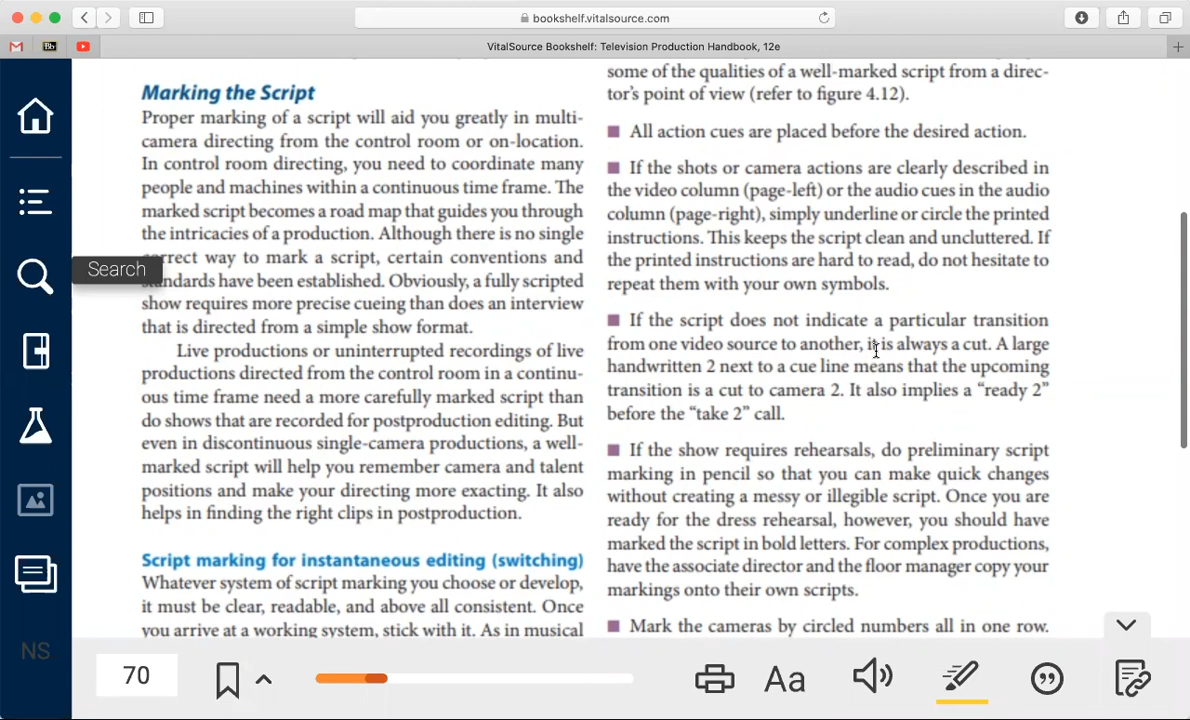 bookshelf.vitalsource.com
Bb
VitalSource Bookshelf: Television Production Handbook, 12e
Marking the Script
Proper marking of a script will aid you greatly in multi-
camera directing from the control room or on-location.
In control room directing, you need to coordinate many
people and machines within a continuous time frame. The
marked script becomes a road map that guides you through
the intricacies of a production. Although there is no single
correct way to mark a script, certain conventions and
standards have been established. Obviously, a fully scripted
show requires more precise cueing than does an interview
that is directed from a simple show format.
Live productions or uninterrupted recordings of live
productions directed from the control room in a continu-
ous time frame need a more carefully marked script than
do shows that are recorded for postproduction editing. But
even in discontinuous single-camera productions, a well-
marked script will help you remember camera and talent
positions and make your directing more exacting. It also
helps in finding the right clips in postproduction.
Script marking for instantaneous editing (switching)
Whatever system of script marking you choose or develop,
it must be clear, readable, and above all consistent. Once
you arrive at a working system, stick with it. As in musical
some of the qualities of a well-marked script from a direc-
tor's point of view (refer to figure 4.12).
■ All action cues are placed before the desired action.
■ If the shots or camera actions are clearly described in
the video column (page-left) or the audio cues in the audio
column (page-right), simply underline or circle the printed
instructions. This keeps the script clean and uncluttered. If
the printed instructions are hard to read, do not hesitate to
repeat them with your own symbols.
■ If the script does not indicate a particular transition
from one video source to another, it is always a cut. A large
handwritten 2 next to a cue line means that the upcoming
transition is a cut to camera 2. It also implies a “ready 2”
before the “take 2” call.
■ If the show requires rehearsals, do preliminary script
marking in pencil so that you can make quick changes
without creating a messy or illegible script. Once you are
ready for the dress rehearsal, however, you should have
marked the script in bold letters. For complex productions,
have the associate director and the floor manager copy your
markings onto their own scripts.
■ Mark the cameras by circled numbers all in one row.
Search
NS
70
Aa